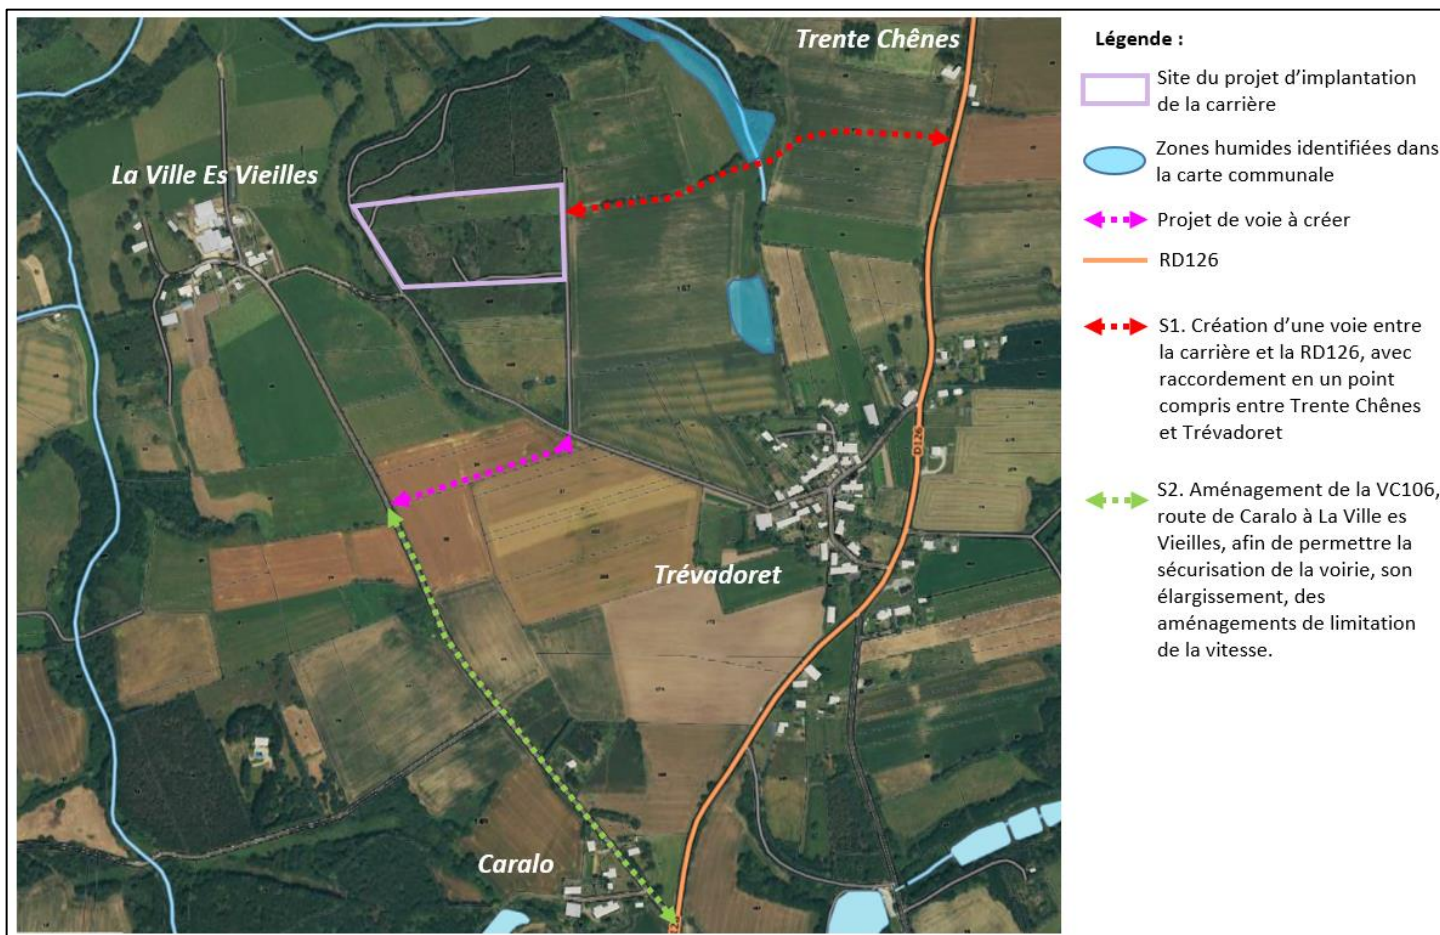 Trente Chênes
La Ville Es Vieilles
D126
Trévadoret
Caralo
Légende :
Site du projet d'implantation
de la carrière
Zones humides identifiées dans
la carte communale
Projet de voie à créer
RD126
S1. Création d'une voie entre
la carrière et la RD126, avec
raccordement en un point
compris entre Trente Chênes
et Trévadoret
S2. Aménagement de la VC106,
route de Caralo à La Ville es
Vieilles, afin de permettre la
sécurisation de la voirie, son
élargissement, des
aménagements de limitation
de la vitesse.